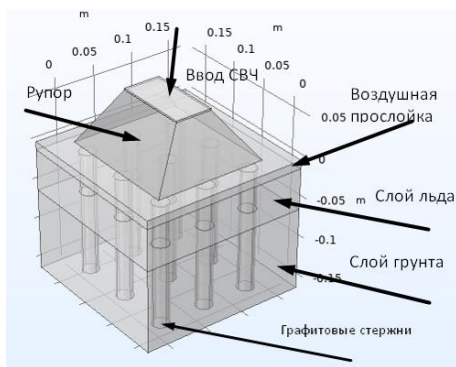 m
m
0.15
0.15
0.1
0.1
0.05
0.05
0
0
Ввод СВЧ
Рупор
Воздушная
0.05 прослойка
0
-0.05 m
Слой льда
-0.1
Слой грунта
-0.15
Графитовые стержни